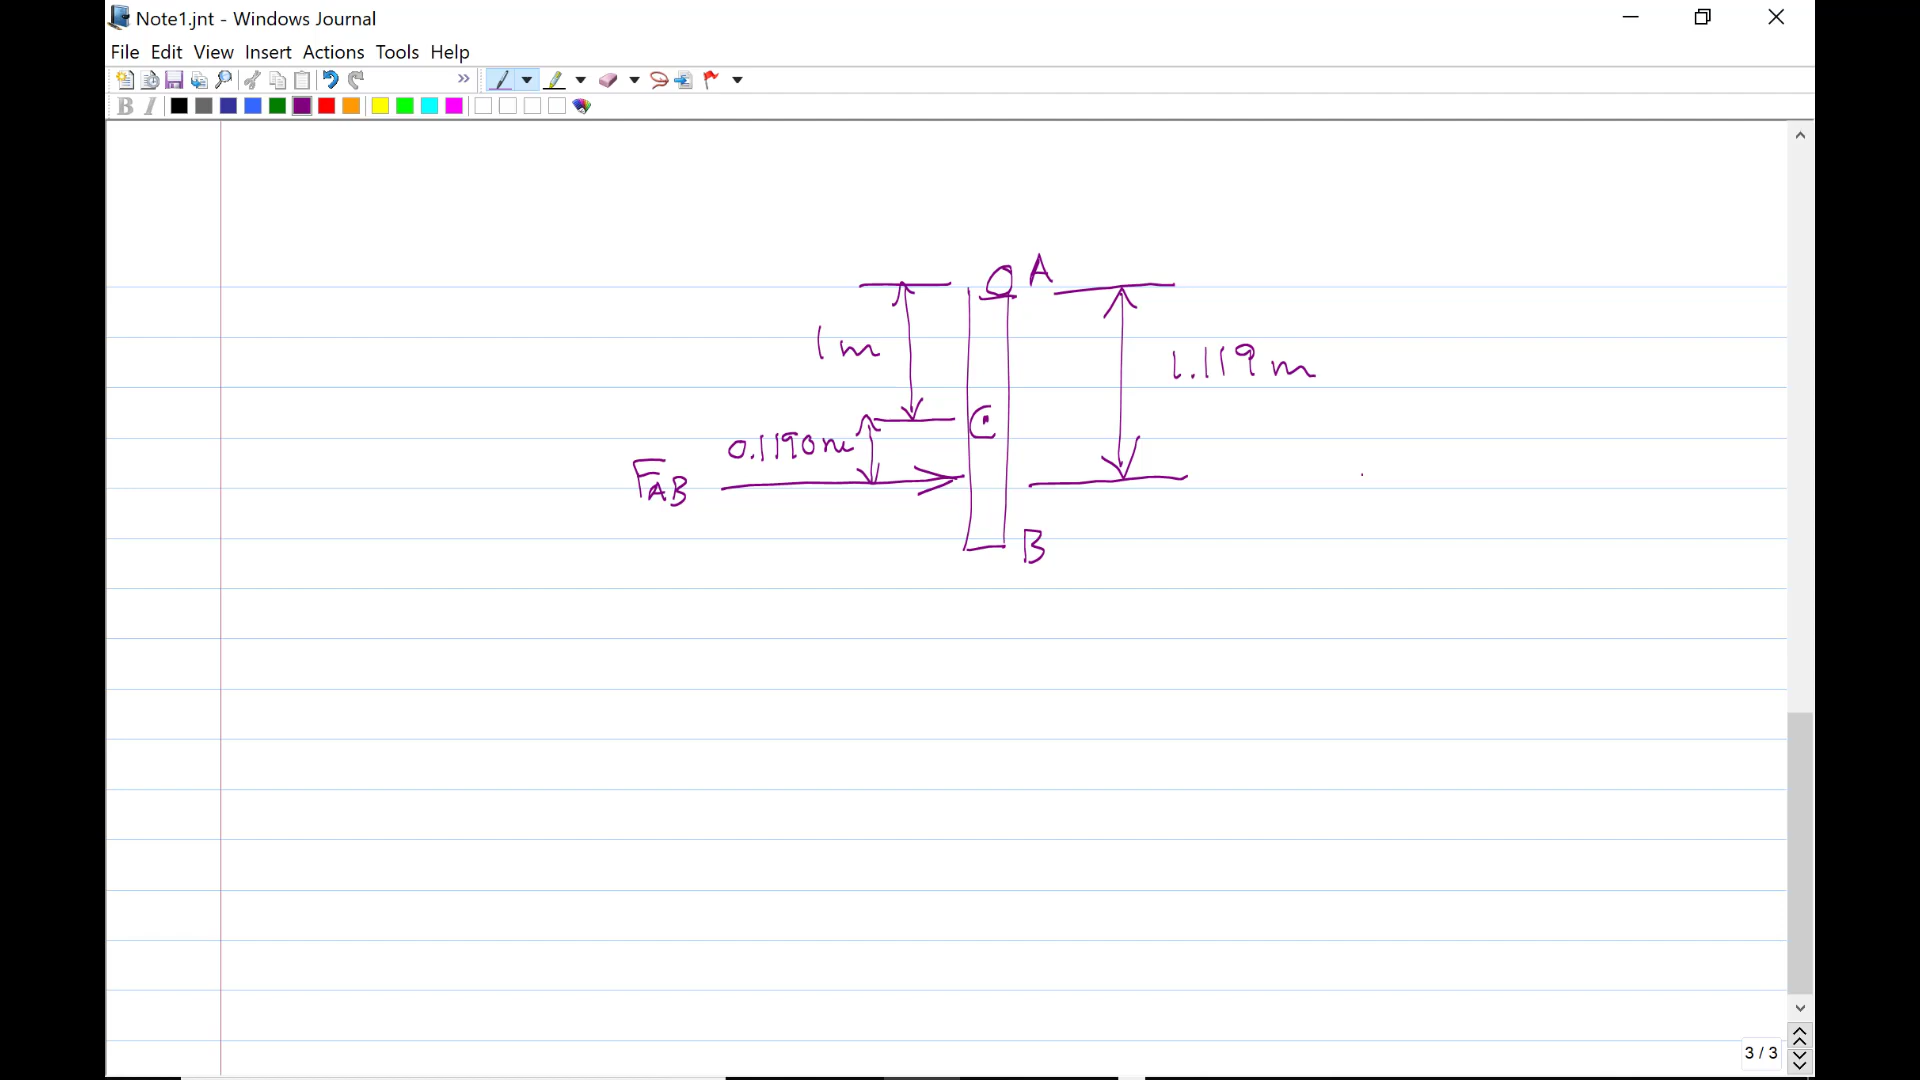 Note1.jnt - Windows Journal
File Edit View Insert Actions Tools Help
B I
A
1 m
1.119 m
C
0.1190 m
FAB
B
3 / 3